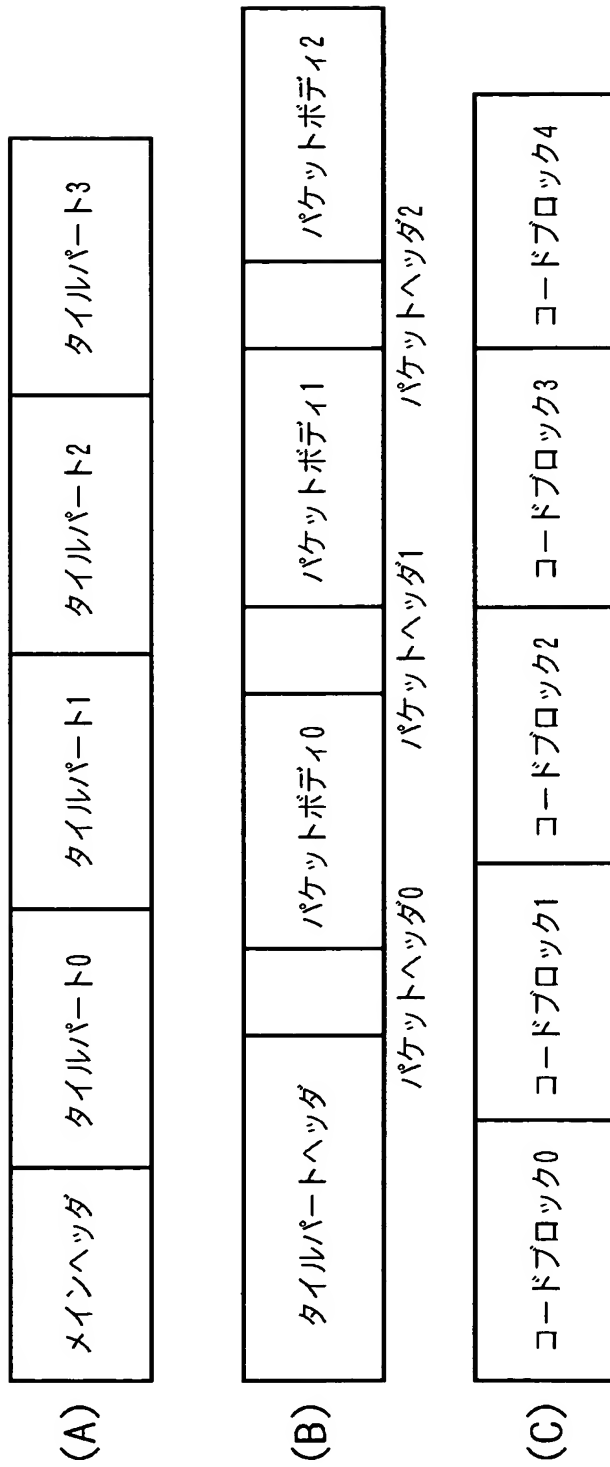 (A)
メインヘッダ
タイルパート0
タイルパート1
タイルパート2
タイルパート3
(B)
タイルパートヘッダ
パケットボディ0
パケットボディ1
パケットボディ2
パケットヘッダ0
パケットヘッダ1
パケットヘッダ2
(C)
コードブロック0
コードブロック1
コードブロック2
コードブロック3
コードブロック4